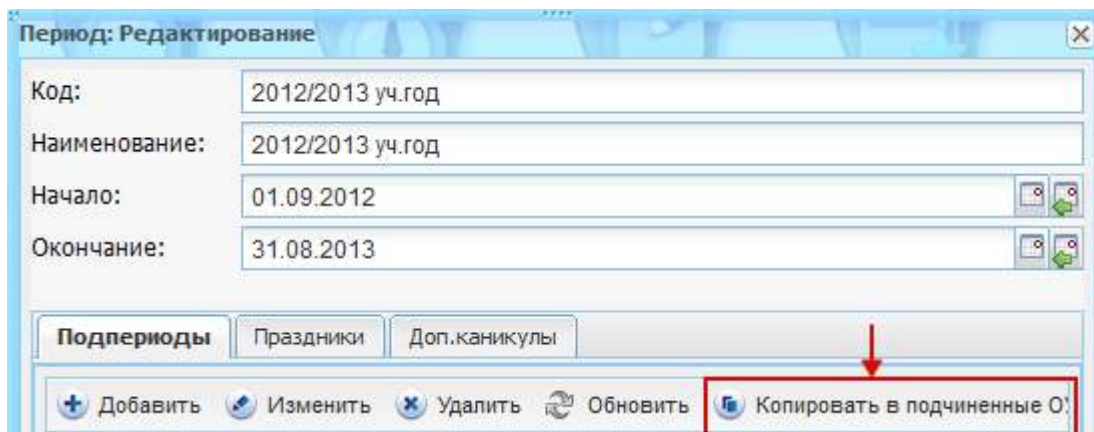 Период: Редактирование
Код: 2012/2013 уч.год
Наименование: 2012/2013 уч.год
Начало: 01.09.2012
Окончание: 31.08.2013
Подпериоды Праздники Доп.каникулы
Добавить Изменить Удалить Обновить Копировать в подчиненные ОУ